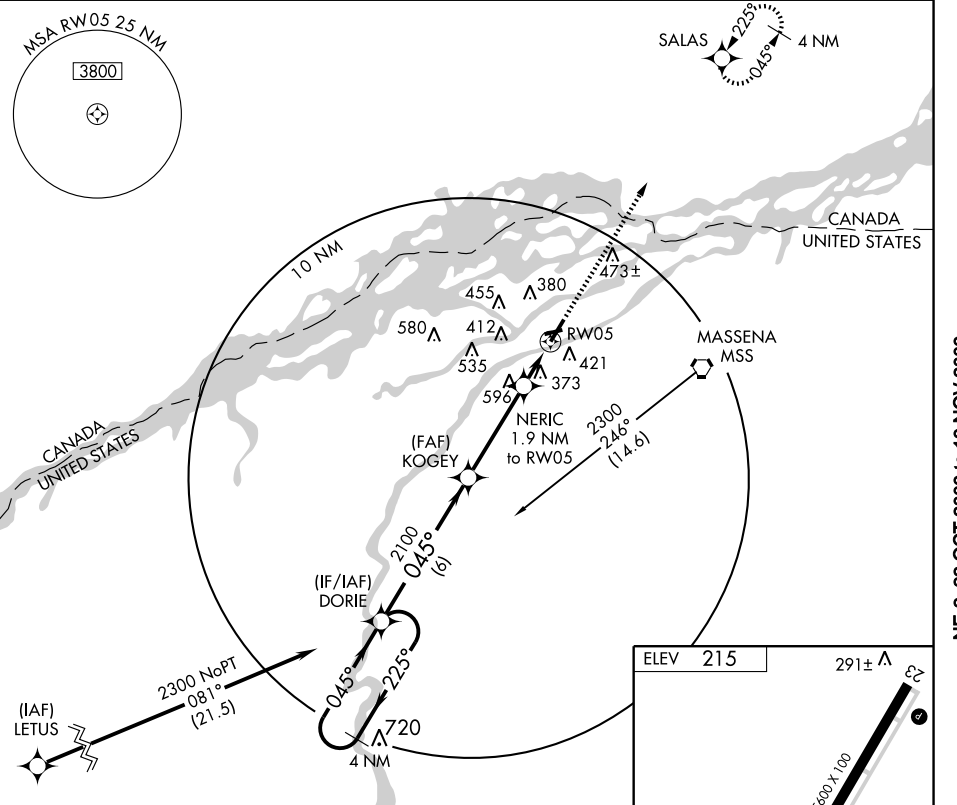 MSA RW05 25 NM
3800
SALAS
225°
045°
4 NM
CANADA
UNITED STATES
10 NM
473±
455
380
580
412
RW05
535
421
MASSENA
MSS
596
373
NERIC
1.9 NM
to RW05
2300
246°
(14.6)
CANADA
UNITED STATES
(FAF)
KOGEY
2100
045°
(6)
(IF/IAF)
DORIE
045°
225°
2300 NoPT
081°
(21.5)
(IAF)
LETUS
720
4 NM
ELEV 215
291±
23
P